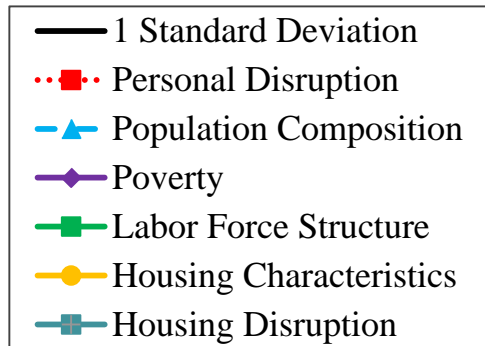 1 Standard Deviation
Personal Disruption
Population Composition
Poverty
Labor Force Structure
Housing Characteristics
Housing Disruption